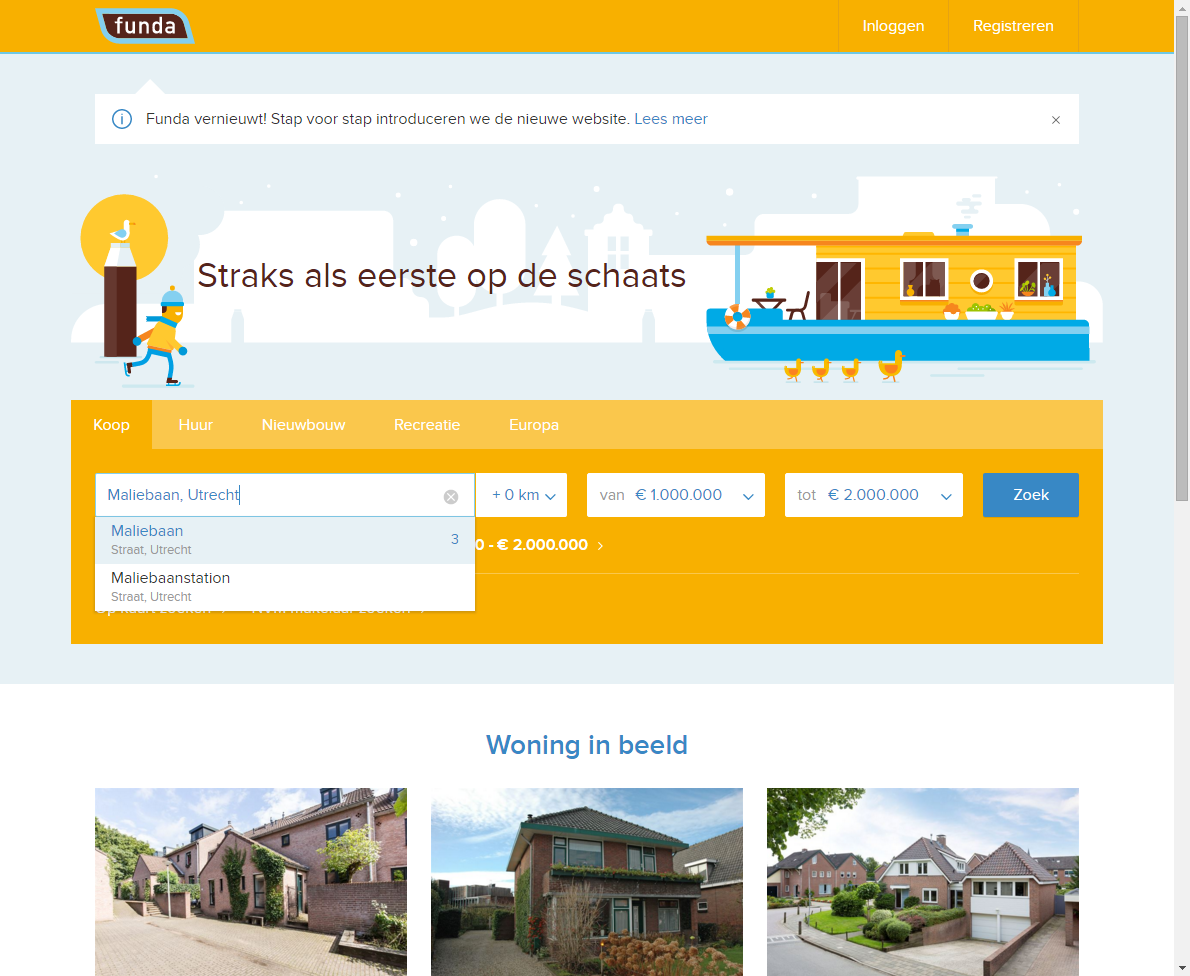 funda
Inloggen
Registreren
Funda vernieuwt! Stap voor stap introduceren we de nieuwe website. Lees meer
Straks als eerste op de schaats
Koop
Huur
Nieuwbouw
Recreatie
Europa
Maliebaan, Utrecht
+ 0 km
van € 1.000.000
tot € 2.000.000
Zoek
Maliebaan
Straat, Utrecht
3
0 - € 2.000.000
Maliebaanstation
Straat, Utrecht
Woning in beeld